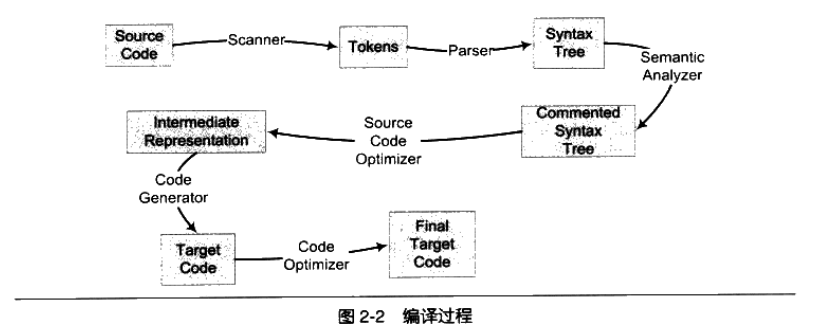 Source
Code
Scanner
Tokens
Parser
Syntax
Tree
Semantic
Analyzer
Commented
Syntax
Tree
Source
Code
Optimizer
Intermediate
Representation
Code
Generator
Target
Code
Code
Optimizer
Final
Target
Code
图 2-2 编译过程